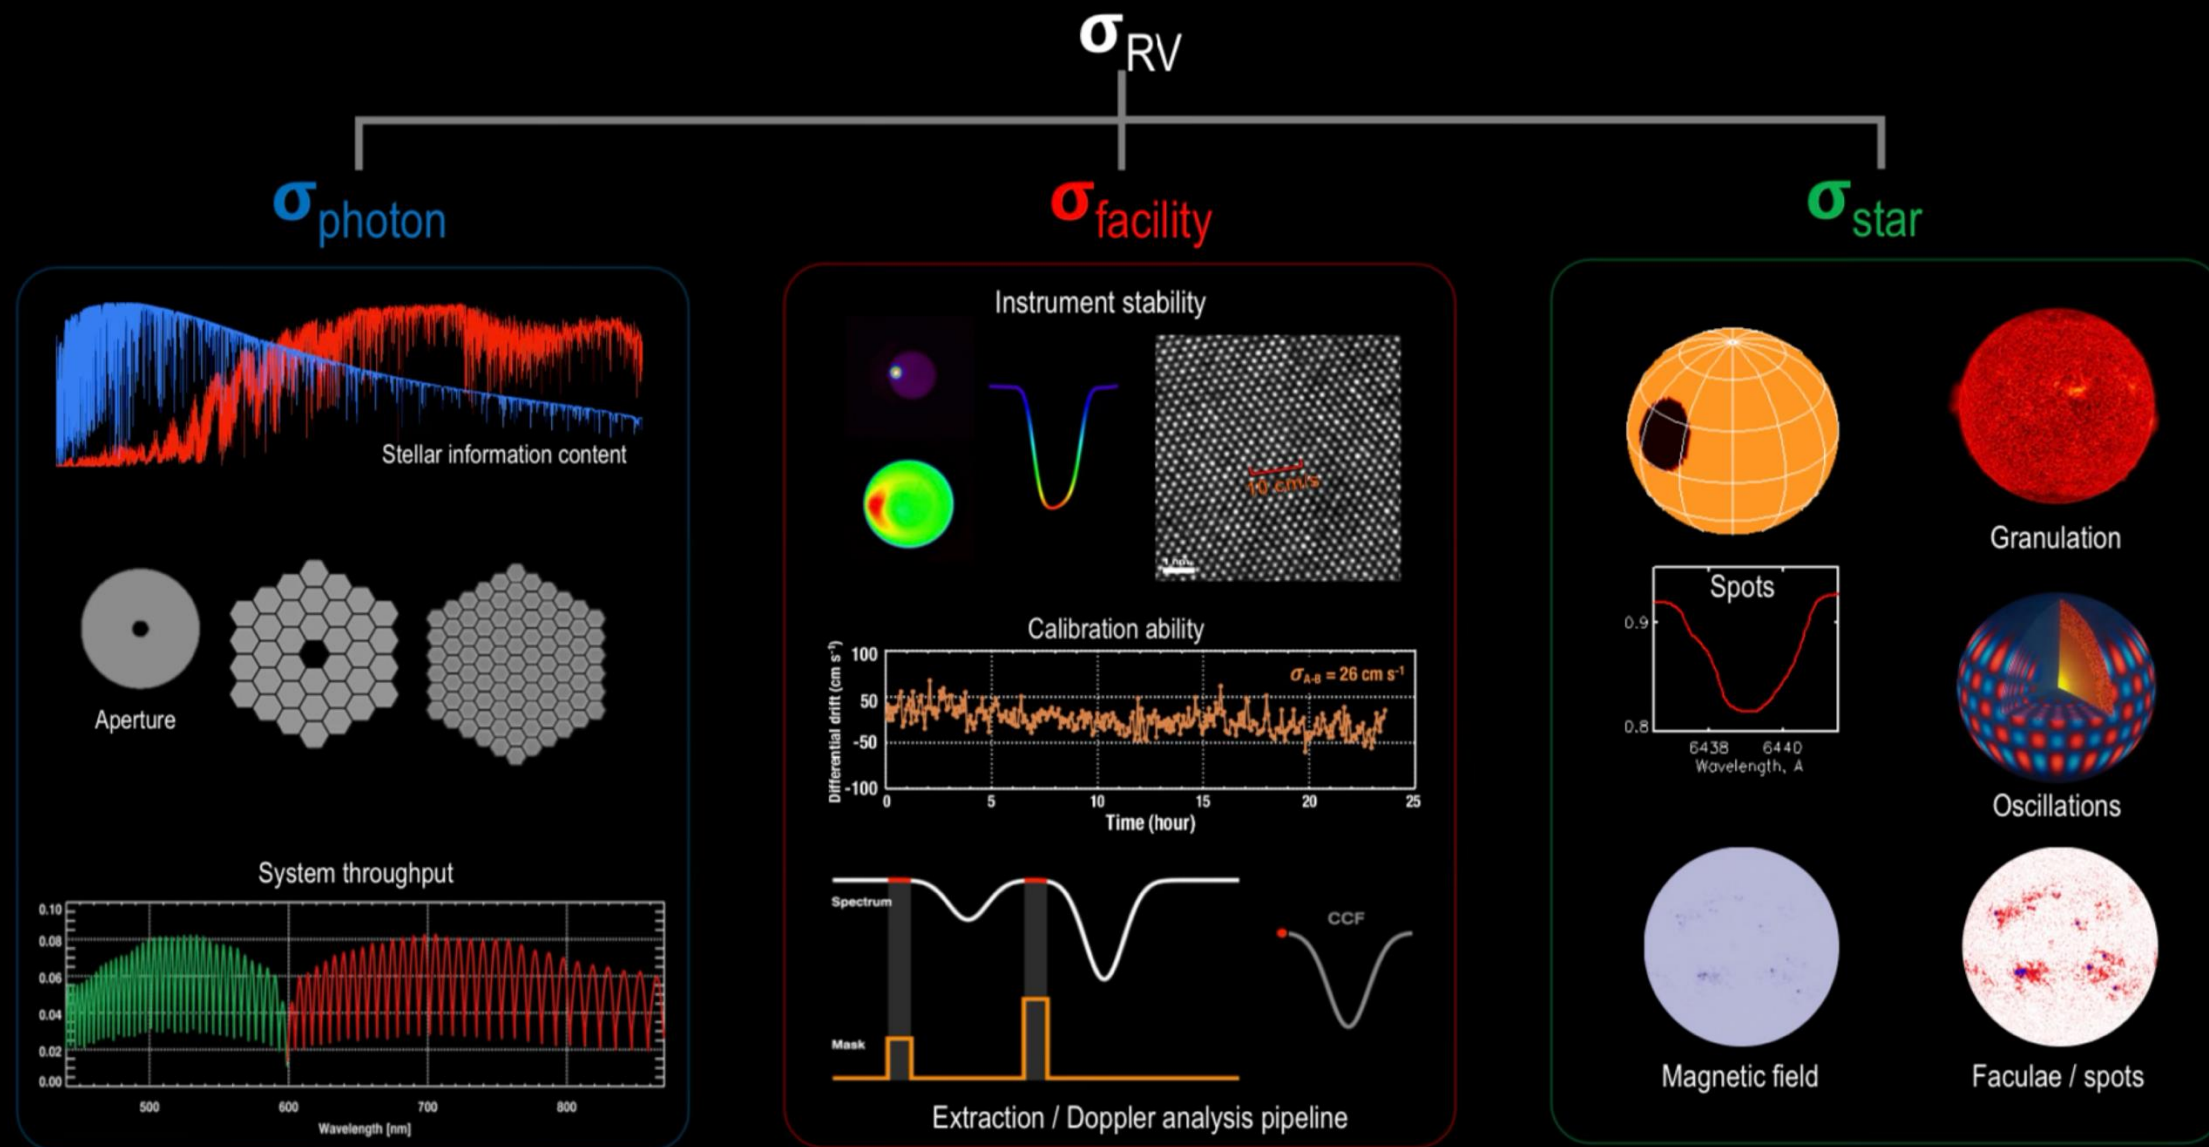 σRV
σphoton
σfacility
σstar
Stellar information content
Aperture
System throughput
0.10
0.08
0.06
0.04
0.02
0.00
500 600 700 800
Wavelength [nm]
Instrument stability
10 cm/s
Calibration ability
Differential drift (cm s⁻¹)
100
50
-50
-100
σA-B = 26 cm s⁻¹
0 5 10 15 20 25
Time (hour)
Spectrum
CCF
Mask
Extraction / Doppler analysis pipeline
Granulation
Spots
0.9
0.8
6438 6440
Wavelength, A
Oscillations
Magnetic field
Faculae / spots